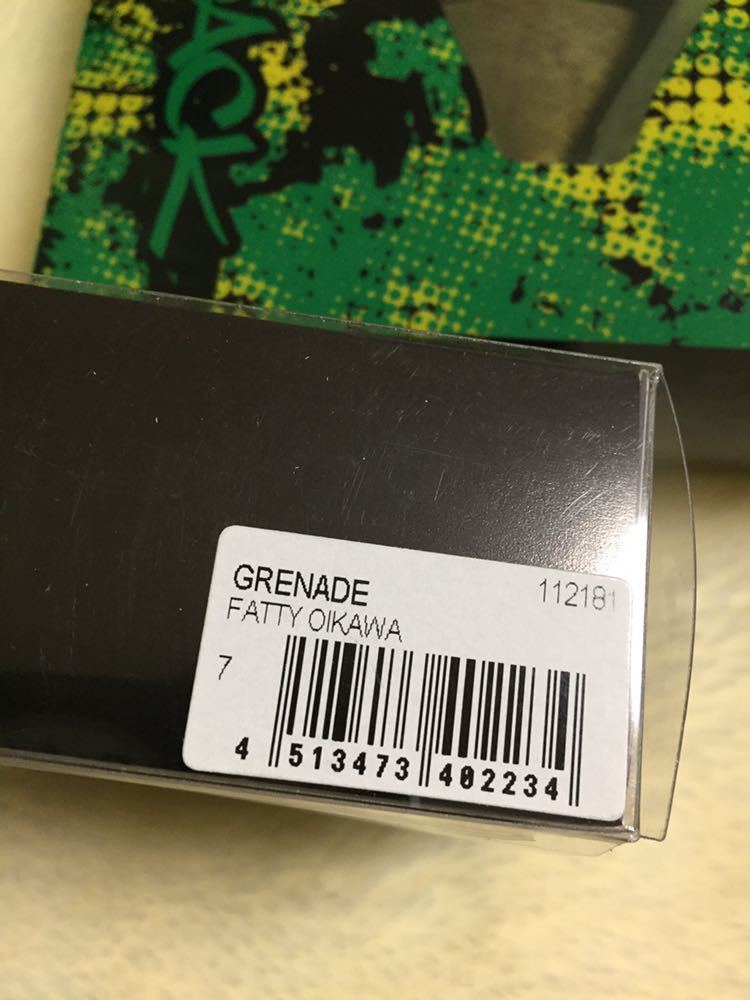 ACK
GRENADE 112181
FATTY OIKAWA
7
4 513473 402234